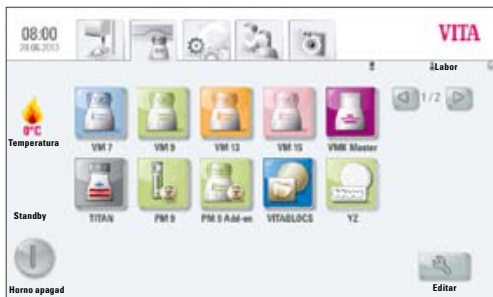 08:00
VITA
20.06.2013
Labor
1/2
0°C
Temperatura
VM 7
VM 9
VM 13
VM 15
VMK Master
TITAN
PM 9
PM 9 Add-on
VITABLOCS
YZ
Standby
Horno apagad
Editar